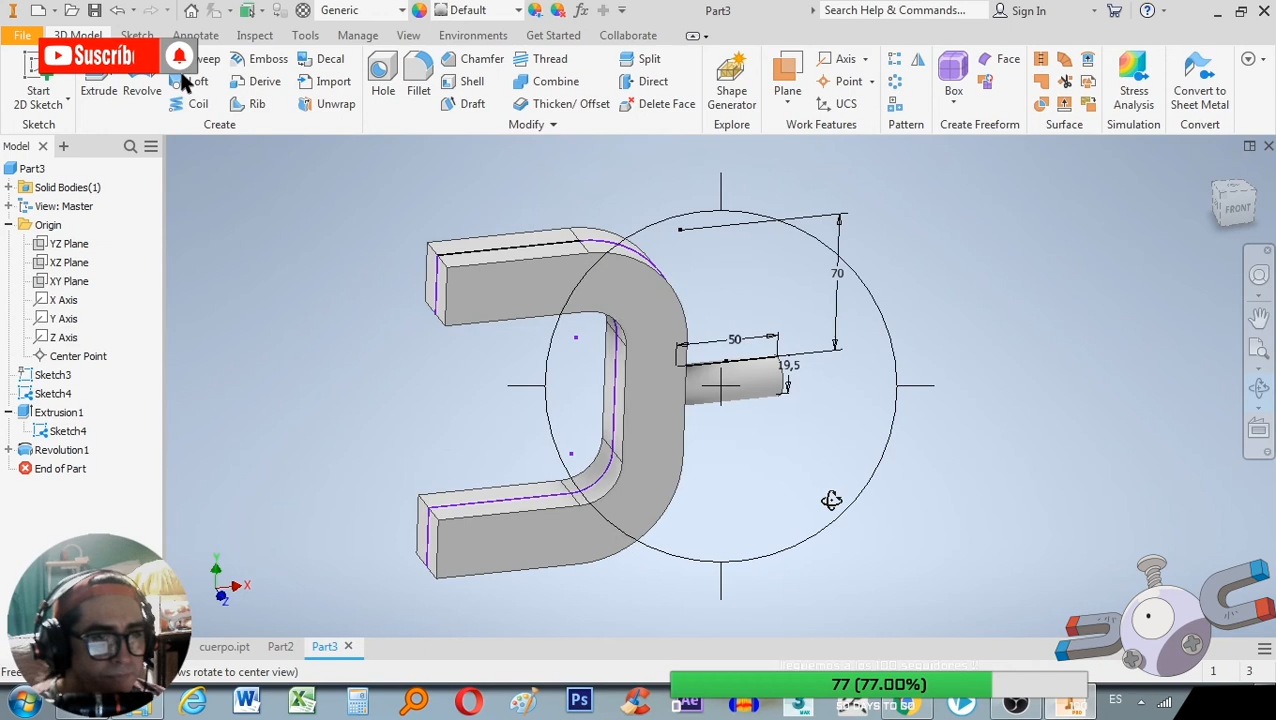 Generic
Default
Part3
Search Help & Commands...
Sign In
File
3D Model
Sketch
Annotate
Inspect
Tools
Manage
View
Environments
Get Started
Collaborate
Suscrib
Start
2D Sketch
Extrude
Revolve
Coil
Emboss
Derive
Rib
Decal
Import
Unwrap
Hole
Fillet
Chamfer
Shell
Draft
Thread
Combine
Thicken/ Offset
Split
Direct
Delete Face
Shape
Generator
Plane
Axis
Point
UCS
Box
Face
Stress
Analysis
Convert to
Sheet Metal
Sketch
Create
Modify
Explore
Work Features
Pattern
Create Freeform
Surface
Simulation
Convert
Model
Part3
Solid Bodies(1)
View: Master
Origin
YZ Plane
XZ Plane
XY Plane
X Axis
Y Axis
Z Axis
Center Point
Sketch3
Sketch4
Extrusion1
Sketch4
Revolution1
End of Part
FRONT
70
50
19,5
Y
X
Z
cuerpo.ipt
Part2
Part3
ws rotate to center view)
1
3
77 (77.00%)
50 DAYS TO GO
ES